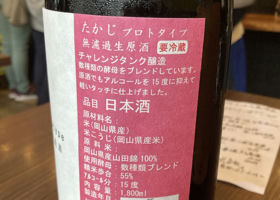 たかじ プロトタイプ
無濾過生原酒 要冷蔵
チャレンジタンク醸造
数種類の酵母をブレンドしています。
原酒でもアルコールを15度に抑えて
軽いタッチに仕上げました。
品目 日本酒
原材料名:
米(岡山県産)
米こうじ(岡山県産米)
原料米:
岡山県産山田錦100%
使用酵母:数種類ブレンド
精米歩合:55%
アルコール分:15度
内容量:1,800ml
製造年月